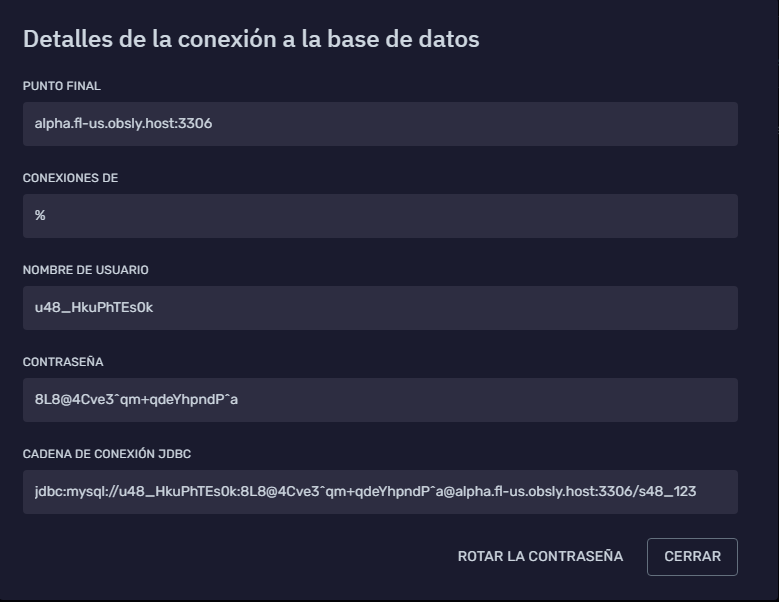 Detalles de la conexión a la base de datos
PUNTO FINAL
alpha.fl-us.obsly.host:3306
CONEXIONES DE
%
NOMBRE DE USUARIO
u48_HkuPhTEs0k
CONTRASEÑA
8L8@4Cve3^qm+qdeYhpndP^a
CADENA DE CONEXIÓN JDBC
jdbc:mysql://u48_HkuPhTEs0k:8L8@4Cve3^qm+qdeYhpndP^a@alpha.fl-us.obsly.host:3306/s48_123
ROTAR LA CONTRASEÑA CERRAR